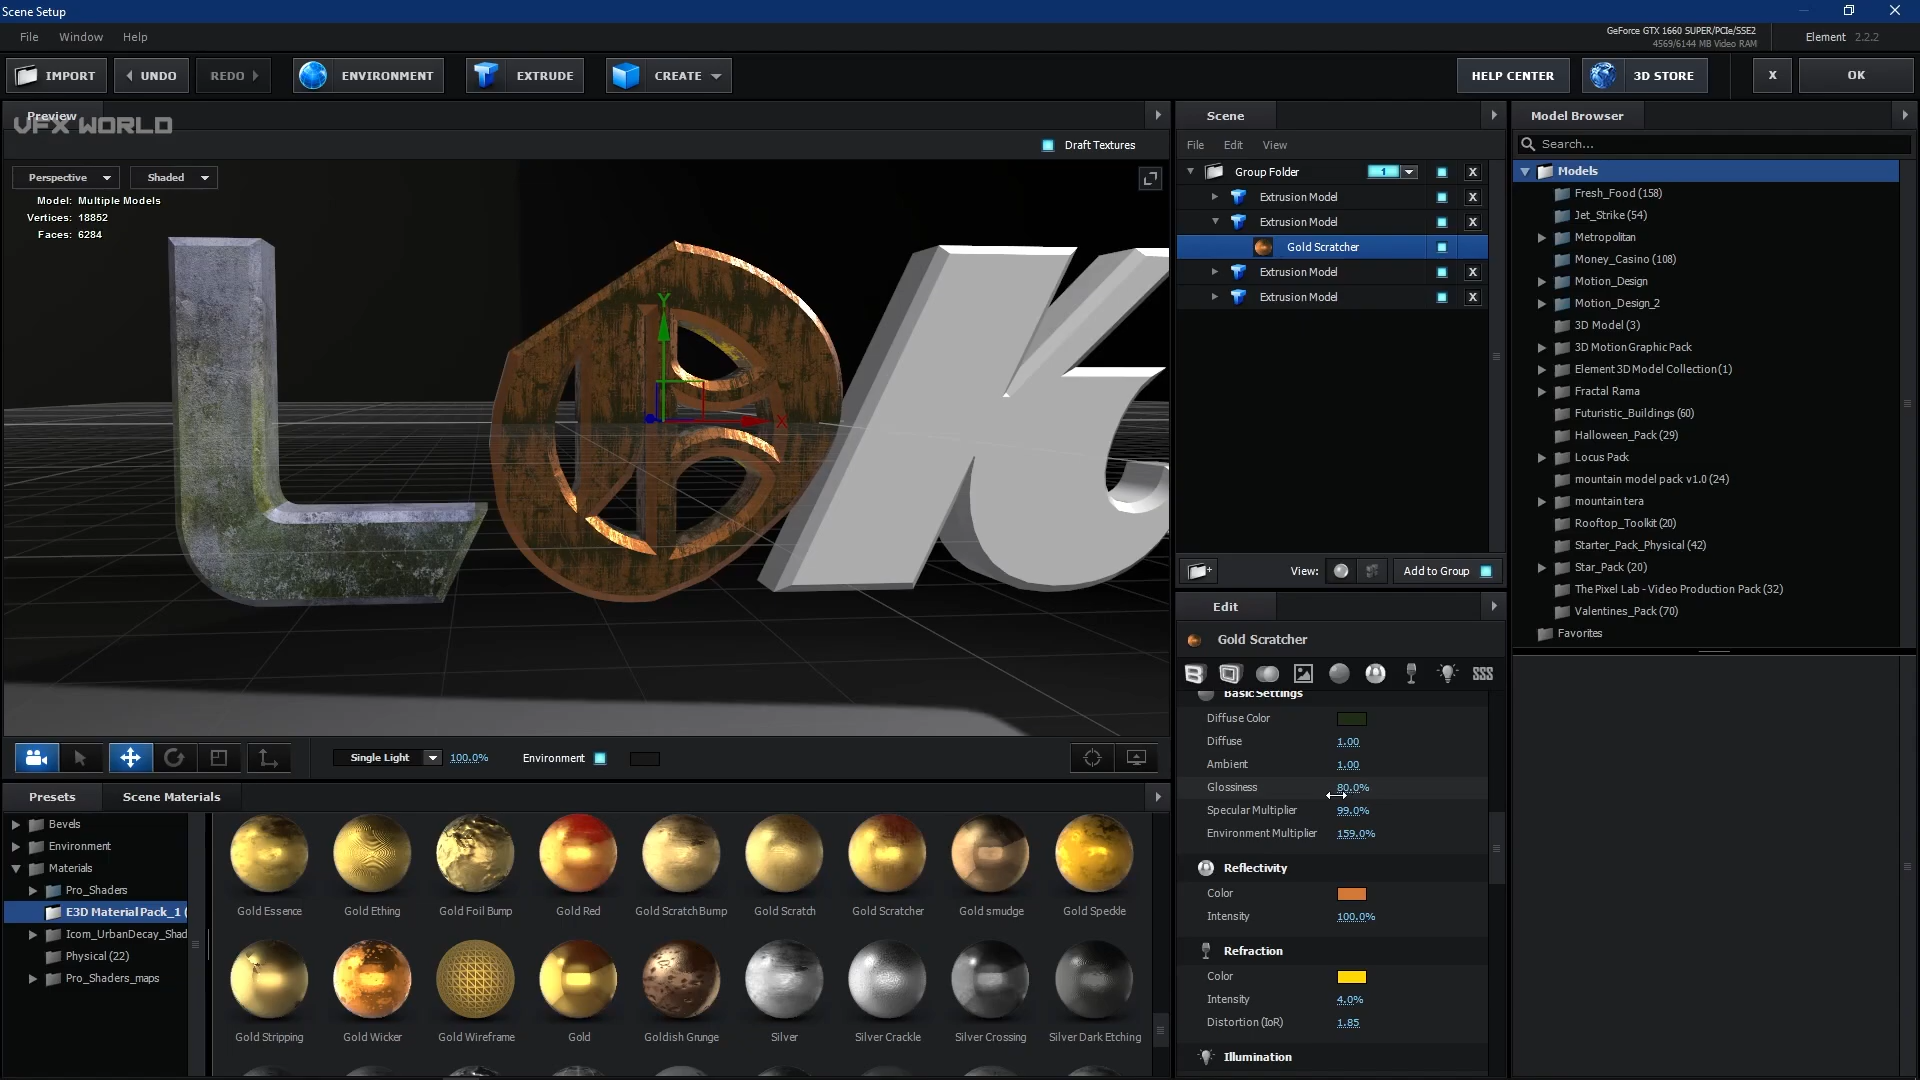 Scene Setup
File Window Help
GeForce GTX 1660 SUPER/PCIe/SSE2
4569/6144 MB Video RAM
Element 2.2.2
IMPORT UNDO REDO ENVIRONMENT EXTRUDE CREATE HELP CENTER 3D STORE X OK
Preview
VFX WORLD
Draft Textures
Perspective Shaded
Model: Multiple Models
Vertices: 18852
Faces: 6284
Y
X
Single Light 100.0% Environment
Scene
File Edit View
Group Folder 1 X
Extrusion Model X
Extrusion Model X
Gold Scratcher
Extrusion Model X
Extrusion Model X
View: Add to Group
Edit
Gold Scratcher
Basic Settings
Diffuse Color
Diffuse 1.00
Ambient 1.00
Glossiness 80.0%
Specular Multiplier 99.0%
Environment Multiplier 159.0%
Reflectivity
Color
Intensity 100.0%
Refraction
Color
Intensity 4.0%
Distortion (IoR) 1.85
Illumination
Model Browser
Search...
Models
Fresh_Food (158)
Jet_Strike (54)
Metropolitan
Money_Casino (108)
Motion_Design
Motion_Design_2
3D Model (3)
3D Motion Graphic Pack
Element 3D Model Collection (1)
Fractal Rama
Futuristic_Buildings (60)
Halloween_Pack (29)
Locus Pack
mountain model pack v1.0 (24)
mountain tera
Rooftop_Toolkit (20)
Starter_Pack_Physical (42)
Star_Pack (20)
The Pixel Lab - Video Production Pack (32)
Valentines_Pack (70)
Favorites
Presets Scene Materials
Bevels
Environment
Materials
Pro_Shaders
E3D Material Pack_1 (
Icom_UrbanDecay_Shad
Physical (22)
Pro_Shaders_maps
Gold Essence Gold Ething Gold Foil Bump Gold Red Gold Scratch Bump Gold Scratch Gold Scratcher Gold smudge Gold Speckle
Gold Stripping Gold Wicker Gold Wireframe Gold Goldish Grunge Silver Silver Crackle Silver Crossing Silver Dark Etching